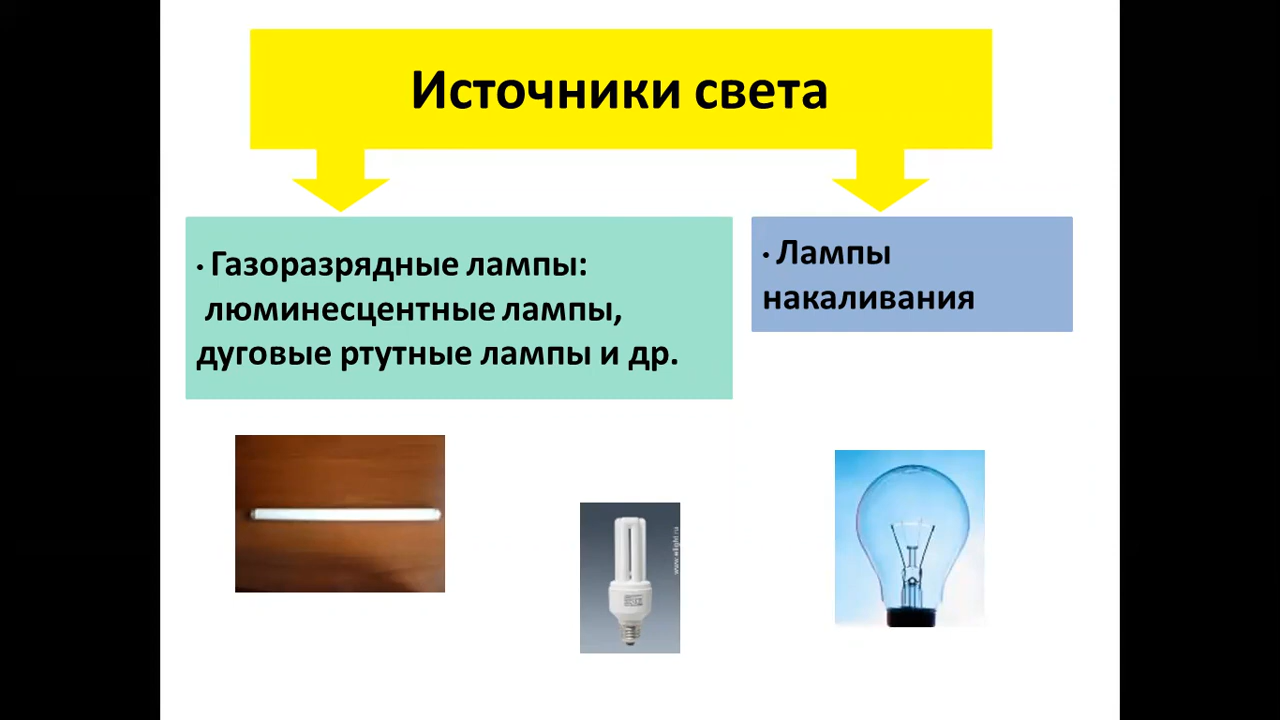 Источники света
· Газоразрядные лампы:
люминесцентные лампы,
дуговые ртутные лампы и др.
· Лампы
накаливания